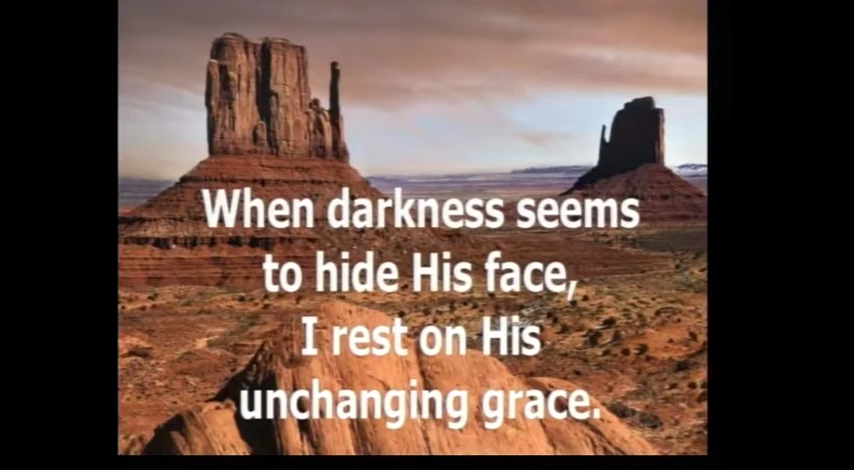 When darkness seems
to hide His face,
I rest on His
unchanging grace.